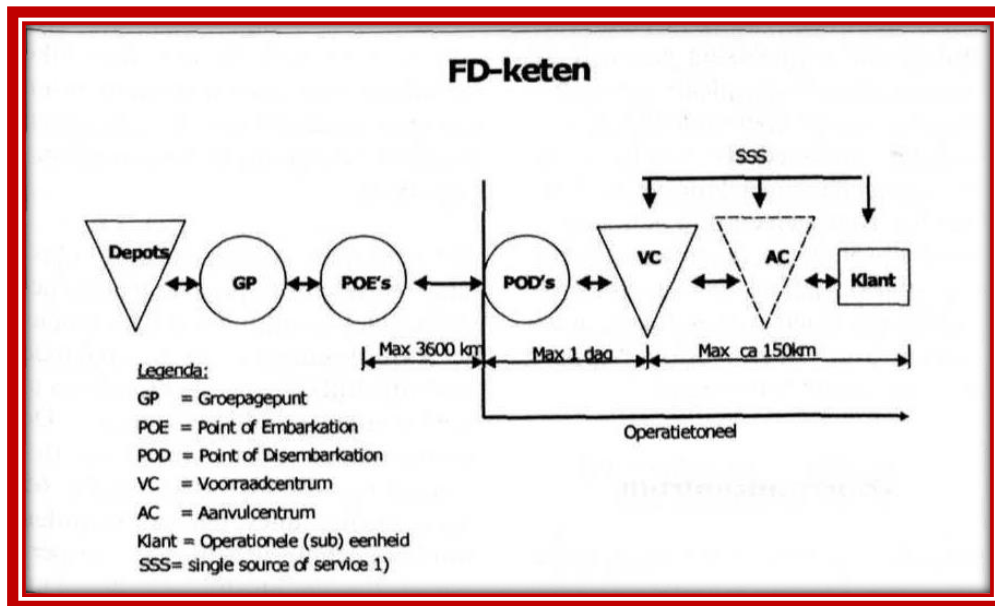 FD-keten
SSS
Depots
GP
POE's
POD's
VC
AC
Klant
Max 3600 km
Max 1 dag
Max ca 150km
Operatietoneel
Legenda:
GP = Groepagepunt
POE = Point of Embarkation
POD = Point of Disembarkation
VC = Voorraadcentrum
AC = Aanvulcentrum
Klant = Operationele (sub) eenheid
SSS= single source of service 1)